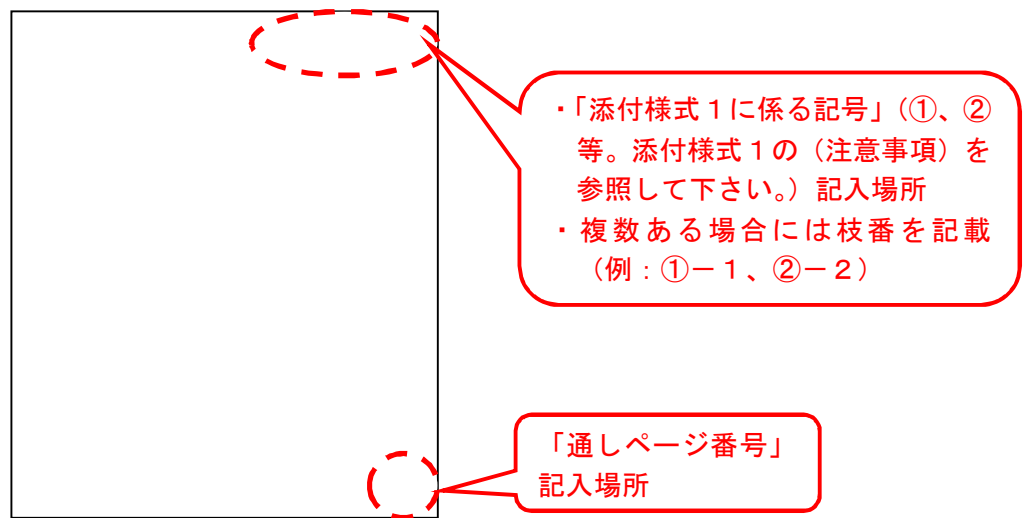 ・「添付様式１に係る記号」（①、②
等。添付様式１の（注意事項）を
参照して下さい。）記入場所
・複数ある場合には枝番を記載
（例：①－１、②－２）
「通しページ番号」
記入場所